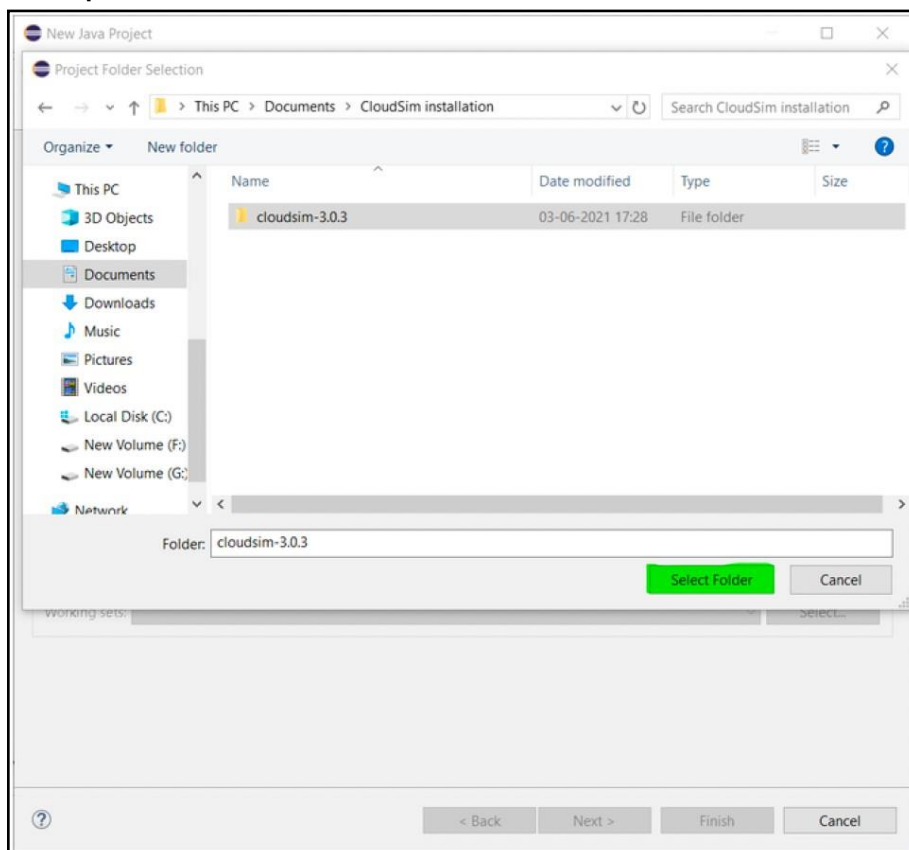 New Java Project
Project Folder Selection
This PC > Documents > CloudSim installation
Search CloudSim installation
Organize
New folder
Name
Date modified
Type
Size
This PC
cloudsim-3.0.3
03-06-2021 17:28
File folder
3D Objects
Desktop
Documents
Downloads
Music
Pictures
Videos
Local Disk (C:)
New Volume (F:)
New Volume (G:)
Network
Folder:
cloudsim-3.0.3
Select Folder
Cancel
Working sets:
Select...
< Back
Next >
Finish
Cancel